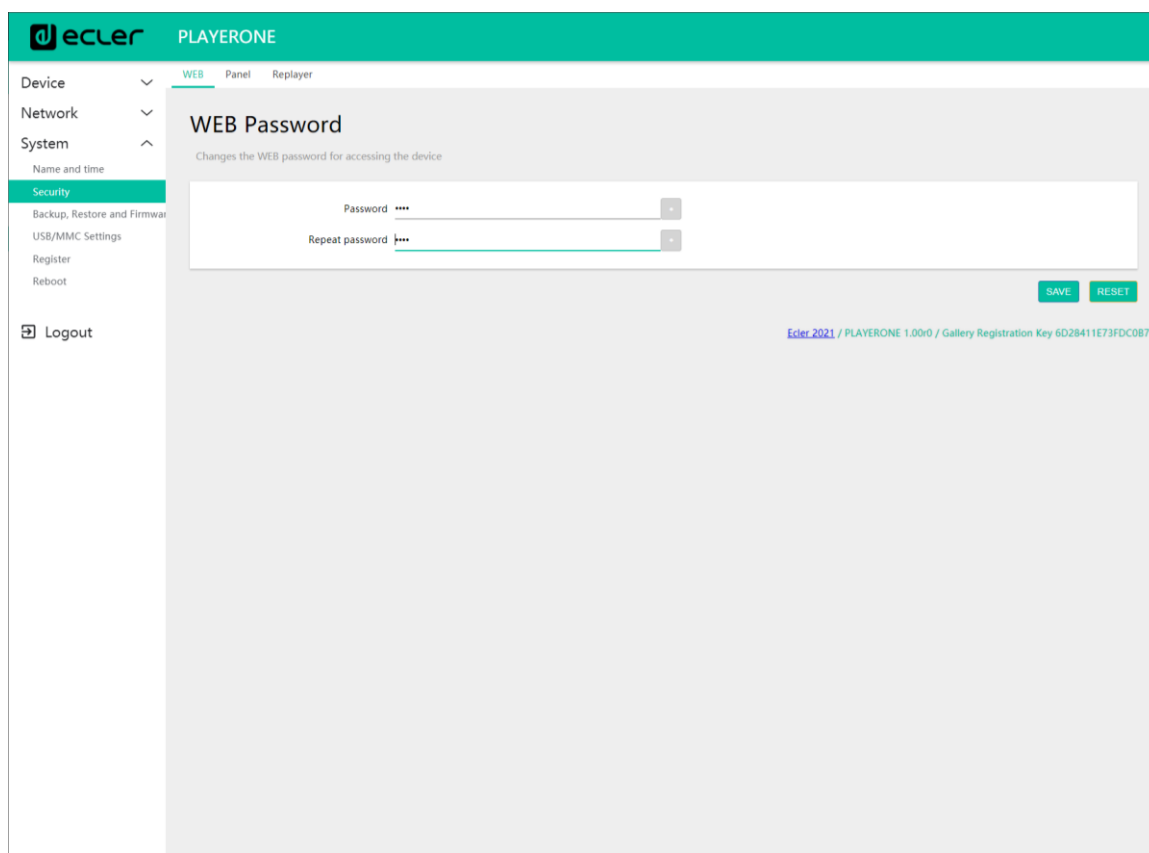 ecler PLAYERONE
Device
Network
System
Name and time
Security
Backup, Restore and Firmwar
USB/MMC Settings
Register
Reboot
Logout
WEB Panel Replayer
WEB Password
Changes the WEB password for accessing the device
Password ••••
Repeat password ••••
SAVE RESET
Ecler 2021 / PLAYERONE 1.00r0 / Gallery Registration Key 6D28411E73FDC0B7